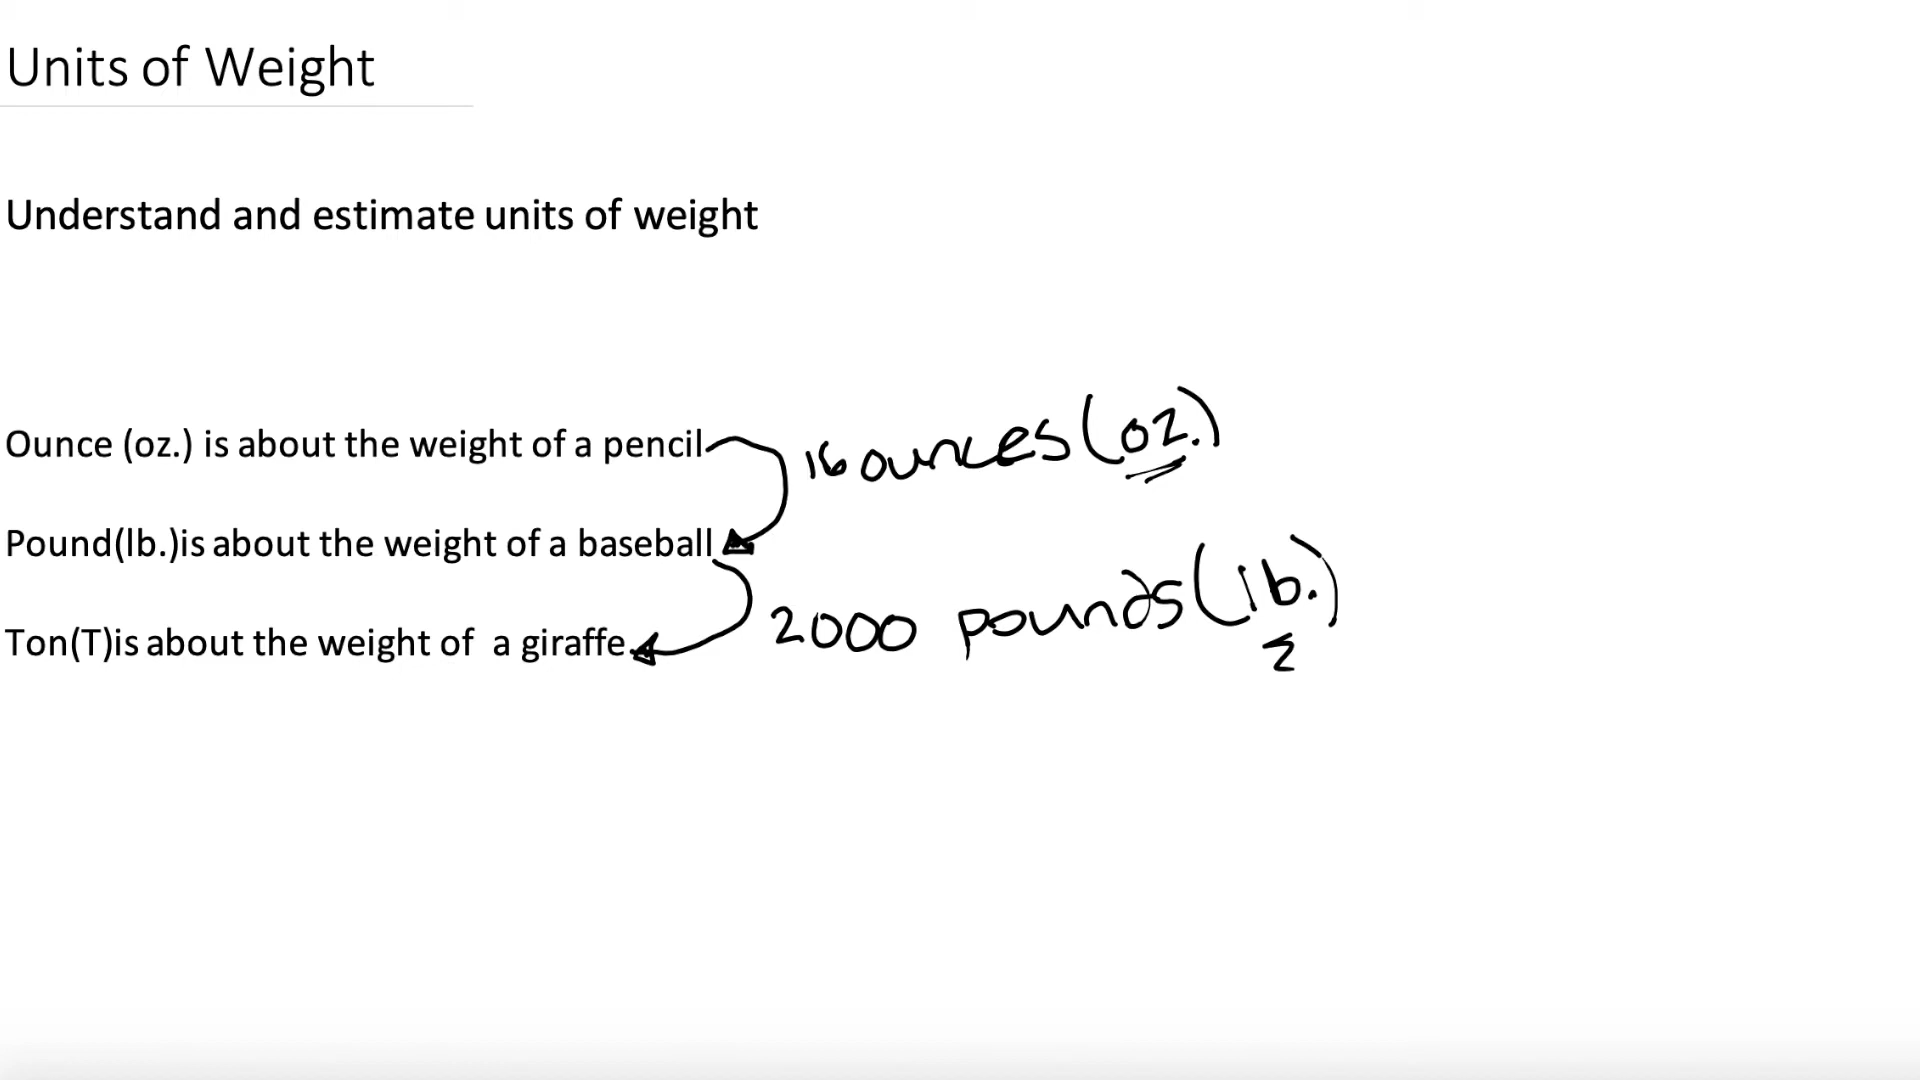 Units of Weight
Understand and estimate units of weight
Ounce (oz.) is about the weight of a pencil
16 ounces (oz.)
Pound(lb.)is about the weight of a baseball
2000 pounds (lb.)
Ton(T)is about the weight of a giraffe.